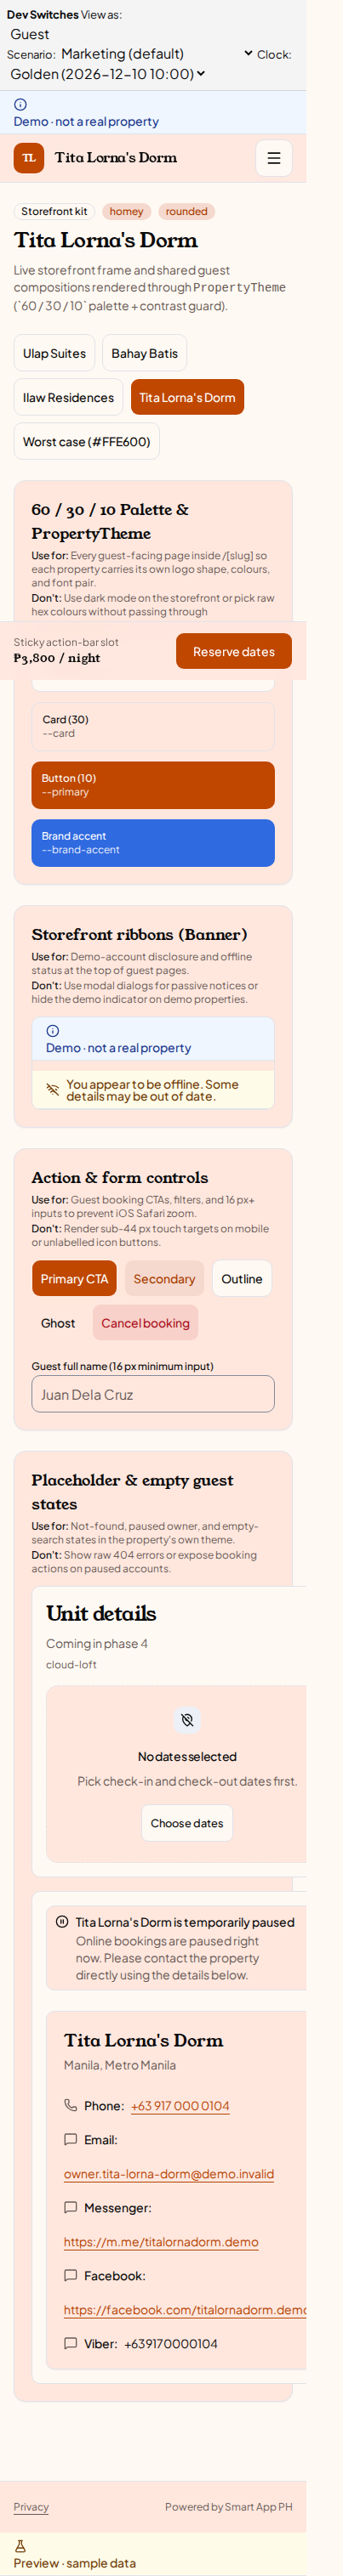 Dev Switches View as:
Guest
Scenario: Marketing (default) Clock:
Golden (2026-12-10 10:00)
Demo · not a real property
TL Tita Lorna's Dorm
Storefront kit homey rounded
Tita Lorna's Dorm
Live storefront frame and shared guest
compositions rendered through PropertyTheme
(`60 / 30 / 10` palette + contrast guard).
Ulap Suites Bahay Batis
Ilaw Residences Tita Lorna's Dorm
Worst case (#FFE600)
60 / 30 / 10 Palette &
PropertyTheme
Use for: Every guest-facing page inside /[slug] so
each property carries its own logo shape, colours,
and font pair.
Don't: Use dark mode on the storefront or pick raw
hex colours without passing through
Sticky action-bar slot
₱3,800 / night
Reserve dates
Card (30)
--card
Button (10)
--primary
Brand accent
--brand-accent
Storefront ribbons (Banner)
Use for: Demo-account disclosure and offline
status at the top of guest pages.
Don't: Use modal dialogs for passive notices or
hide the demo indicator on demo properties.
Demo · not a real property
You appear to be offline. Some
details may be out of date.
Action & form controls
Use for: Guest booking CTAs, filters, and 16 px+
inputs to prevent iOS Safari zoom.
Don't: Render sub-44 px touch targets on mobile
or unlabelled icon buttons.
Primary CTA Secondary Outline
Ghost Cancel booking
Guest full name (16 px minimum input)
Juan Dela Cruz
Placeholder & empty guest
states
Use for: Not-found, paused owner, and empty-
search states in the property's own theme.
Don't: Show raw 404 errors or expose booking
actions on paused accounts.
Unit details
Coming in phase 4
cloud-loft
No dates selected
Pick check-in and check-out dates first.
Choose dates
Tita Lorna's Dorm is temporarily paused
Online bookings are paused right
now. Please contact the property
directly using the details below.
Tita Lorna's Dorm
Manila, Metro Manila
Phone: +63 917 000 0104
Email:
owner.tita-lorna-dorm@demo.invalid
Messenger:
https://m.me/titalornadorm.demo
Facebook:
https://facebook.com/titalornadorm.demo
Viber: +639170000104
Privacy Powered by Smart App PH
Preview · sample data